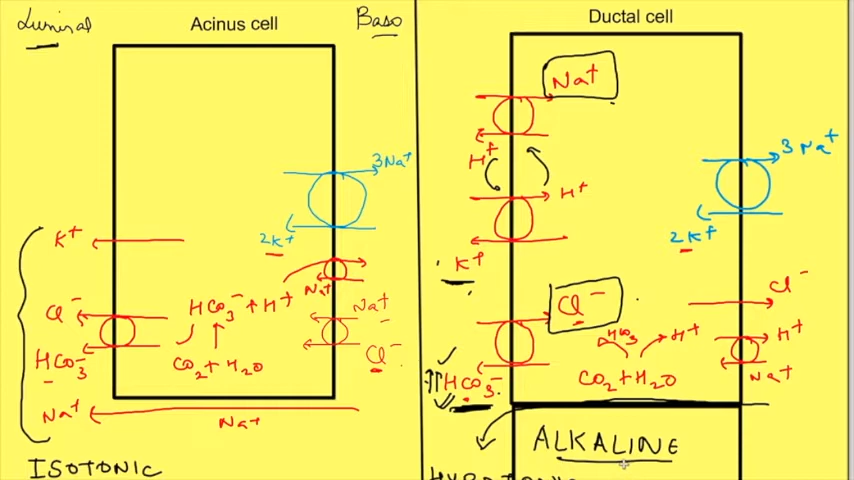 Luminal
Acinus cell
Baso
3Na⁺
2K⁺
K⁺
Na⁺
HCO₃⁻ + H⁺
Cl⁻
Na⁺
HCO₃⁻
CO₂ + H₂O
Cl⁻
Na⁺
Na⁺
ISOTONIC
Ductal cell
Na⁺
H⁺
3Na⁺
H⁺
2K⁺
K⁺
Cl⁻
Cl⁻
HCO₃
H⁺
H⁺
HCO₃⁻
CO₂ + H₂O
Na⁺
ALKALINE